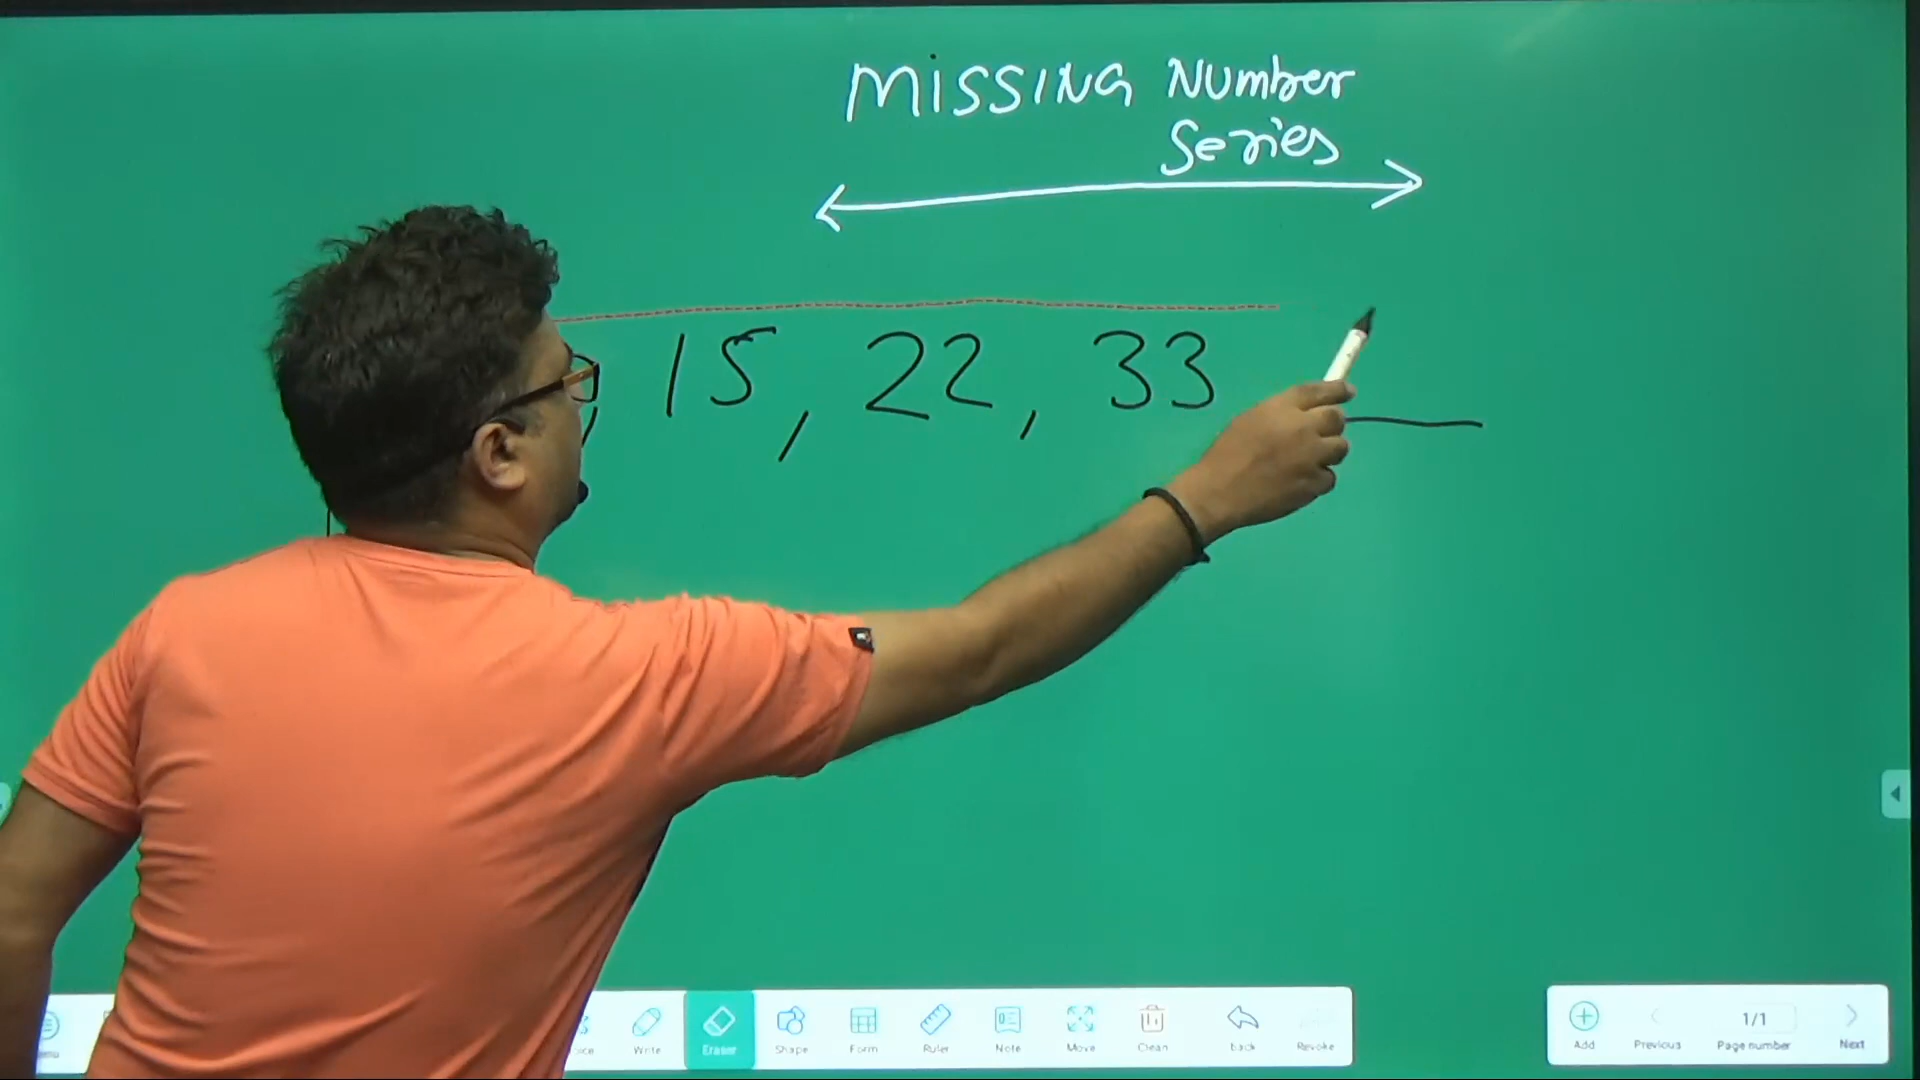 MISSING Number
Series
, 15, 22, 33
Write Eraser Shape Form Ruler Note Move Clean back Revoke
Add Previous 1/1 Page number Next